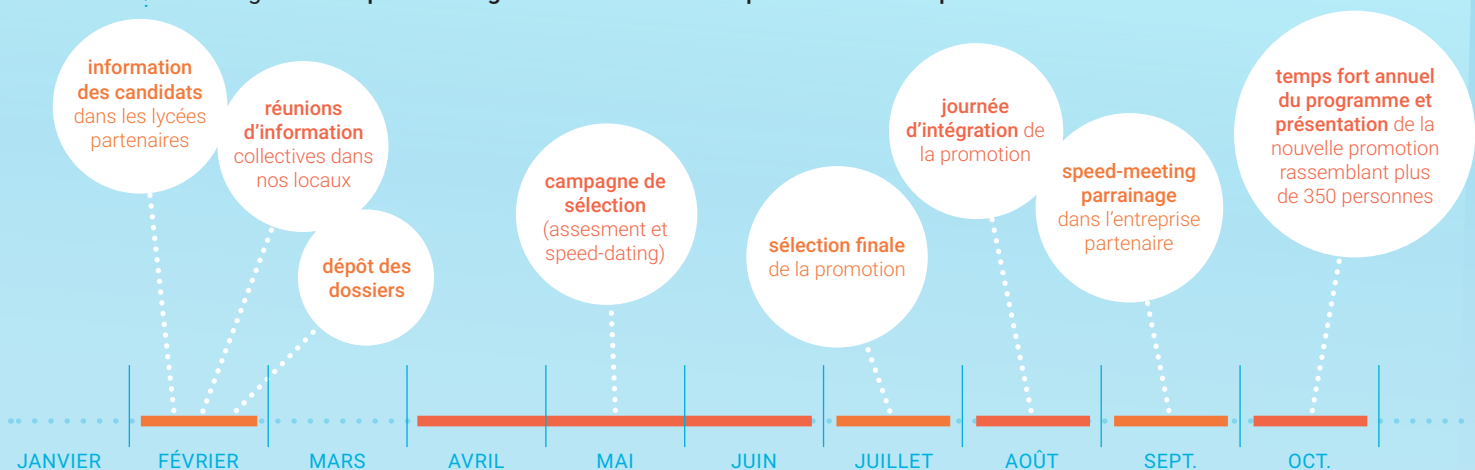 information
des candidats
dans les lycées
partenaires
réunions
d'information
collectives dans
nos locaux
dépôt des
dossiers
campagne de
sélection
(assesment et
speed-dating)
sélection finale
de la promotion
journée
d'intégration de
la promotion
speed-meeting
parrainage
dans l'entreprise
partenaire
temps fort annuel
du programme et
présentation de la
nouvelle promotion
rassemblant plus
de 350 personnes
JANVIER
FÉVRIER
MARS
AVRIL
MAI
JUIN
JUILLET
AOÛT
SEPT.
OCT.